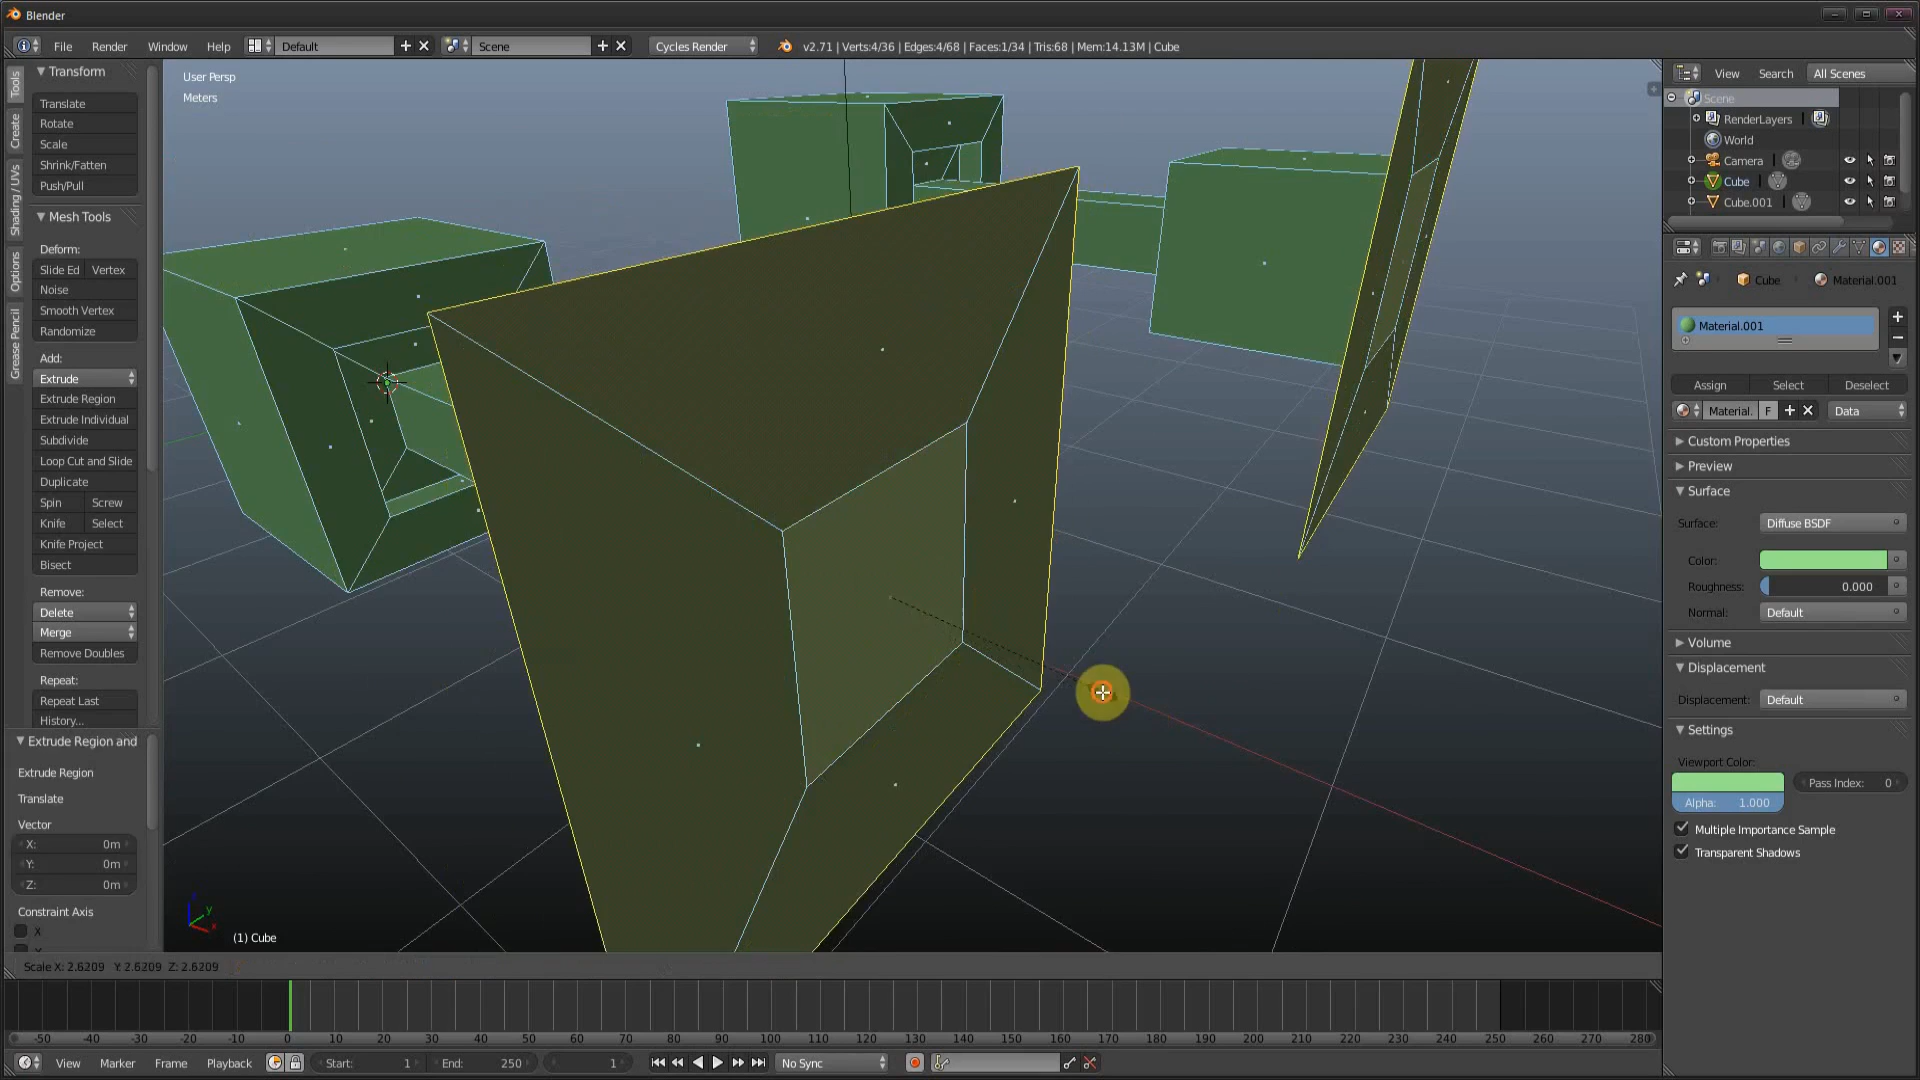 Blender
File Render Window Help Default Scene Cycles Render v2.71 | Verts:4/36 | Edges:4/68 | Faces:1/34 | Tris:68 | Mem:14.13M | Cube
Tools
Create
Shading / UVs
Options
Grease Pencil
Transform
Translate
Rotate
Scale
Shrink/Fatten
Push/Pull
Mesh Tools
Deform:
Slide Ed Vertex
Noise
Smooth Vertex
Randomize
Add:
Extrude
Extrude Region
Extrude Individual
Subdivide
Loop Cut and Slide
Duplicate
Spin Screw
Knife Select
Knife Project
Bisect
Remove:
Delete
Merge
Remove Doubles
Repeat:
Repeat Last
History...
Extrude Region and
Extrude Region
Translate
Vector
X: 0m
Y: 0m
Z: 0m
Constraint Axis
X
User Persp
Meters
(1) Cube
Scale X: 2.6209 Y: 2.6209 Z: 2.6209
View Search All Scenes
Scene
RenderLayers
World
Camera
Cube
Cube.001
Cube Material.001
Material.001
Assign Select Deselect
Material. F Data
Custom Properties
Preview
Surface
Surface: Diffuse BSDF
Color:
Roughness: 0.000
Normal: Default
Volume
Displacement
Displacement: Default
Settings
Viewport Color:
Pass Index: 0
Alpha: 1.000
Multiple Importance Sample
Transparent Shadows
-50 -40 -30 -20 -10 0 10 20 30 40 50 60 70 80 90 100 110 120 130 140 150 160 170 180 190 200 210 220 230 240 250 260 270 280
View Marker Frame Playback Start: 1 End: 250 1 No Sync